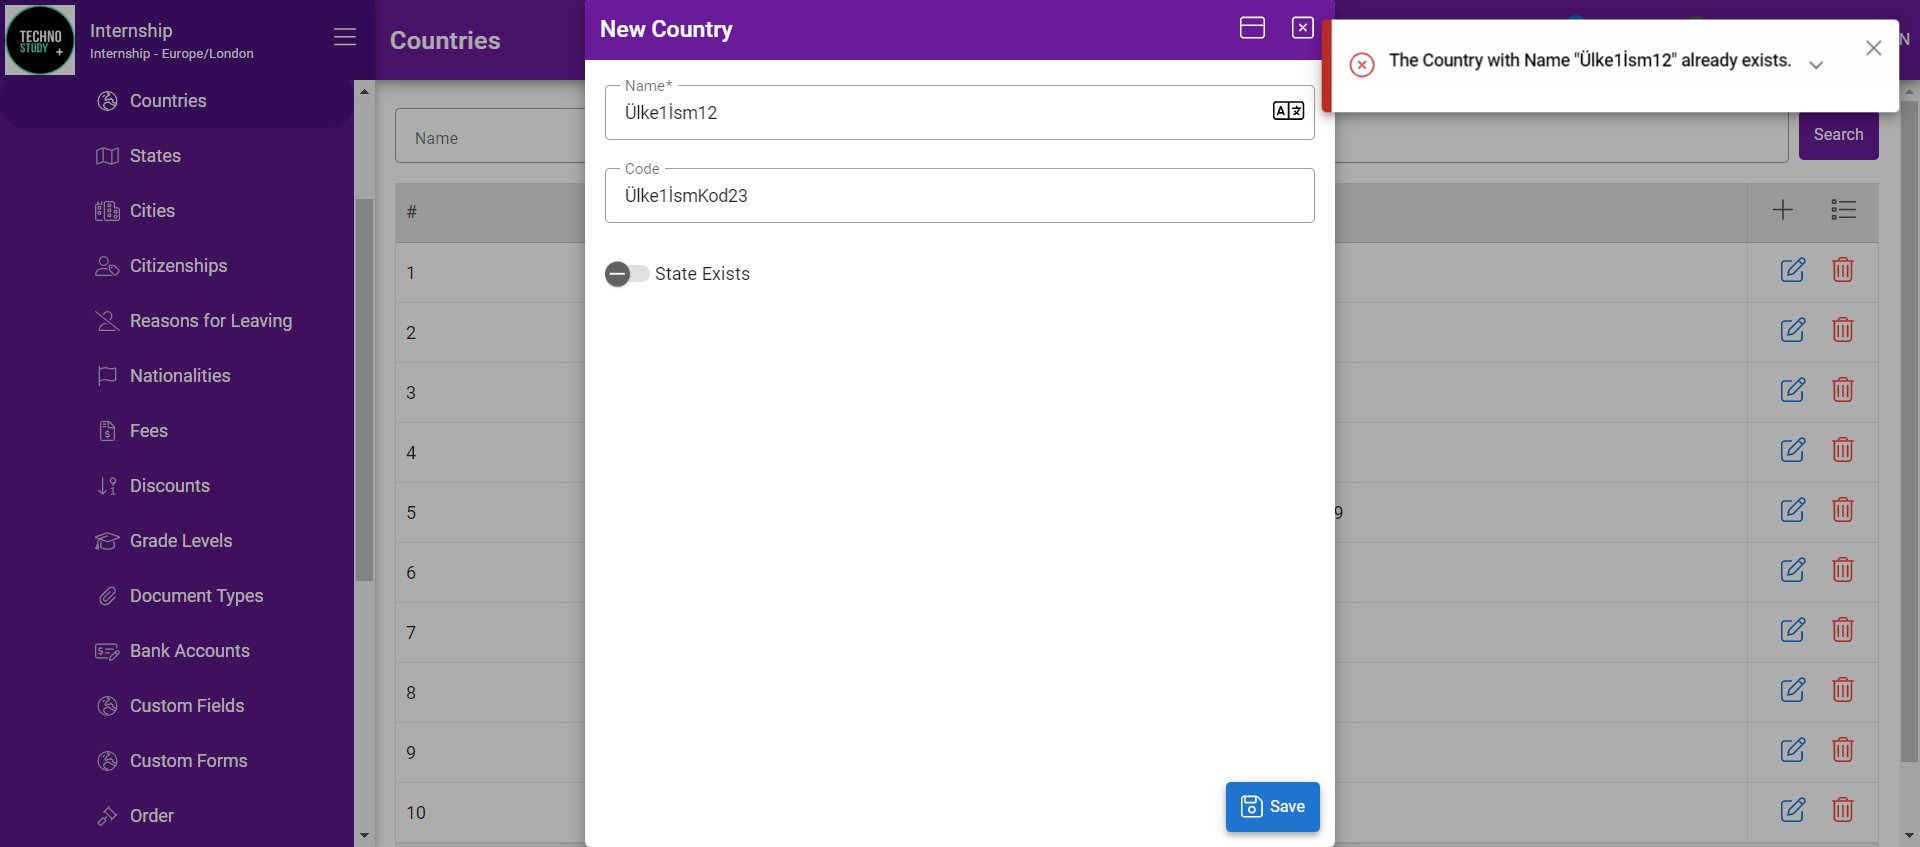 TECHNO
STUDY
Internship
Internship - Europe/London
Countries
States
Cities
Citizenships
Reasons for Leaving
Nationalities
Fees
Discounts
Grade Levels
Document Types
Bank Accounts
Custom Fields
Custom Forms
Order
Countries
Name
#
1
2
3
4
5
6
7
8
9
10
New Country
Name*
Ülke1İsm12
Code
Ülke1İsmKod23
State Exists
Save
The Country with Name "Ülke1İsm12" already exists.
N
Search
9